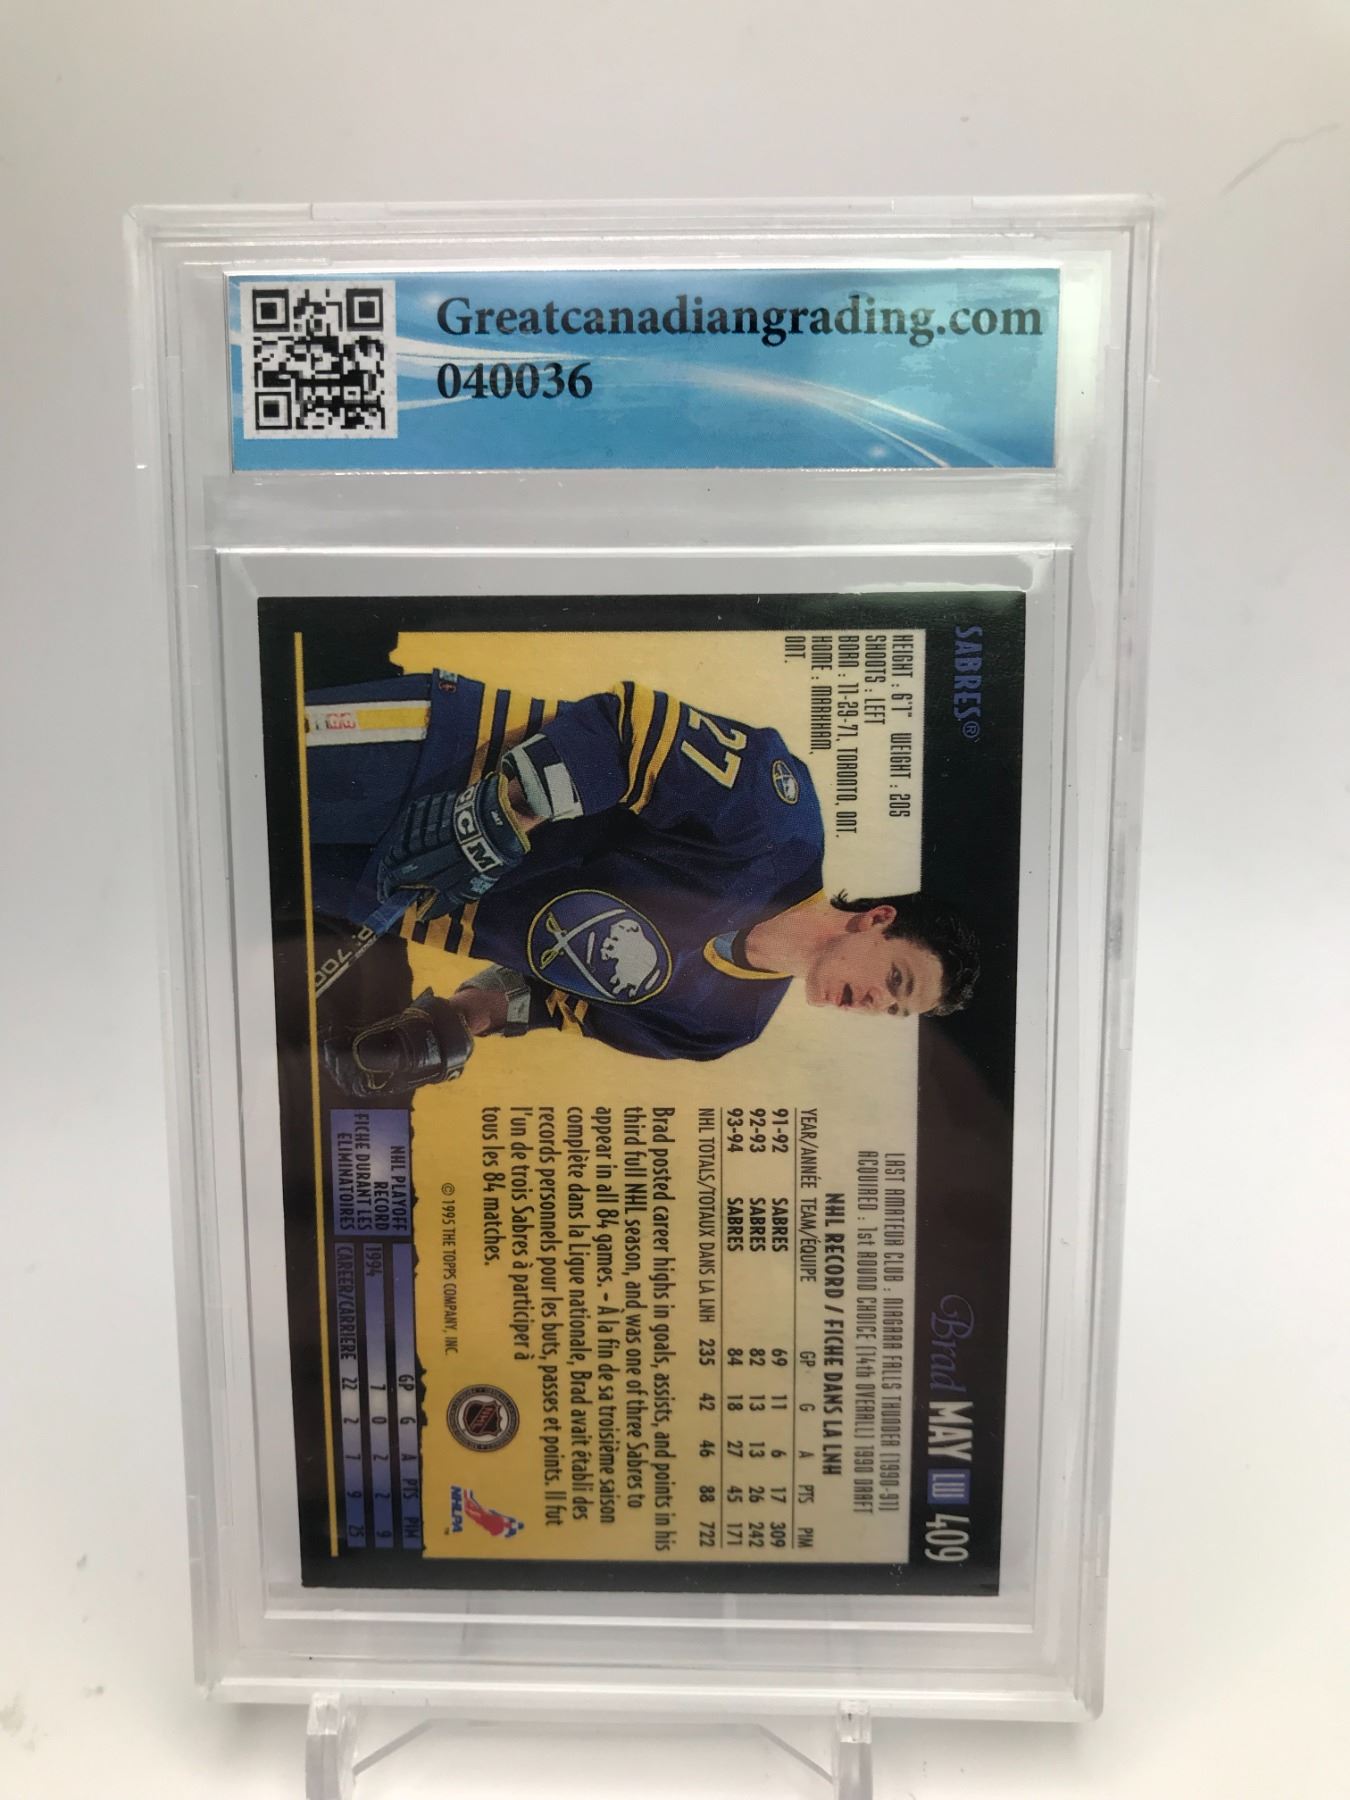 Greatcanadiangrading.com
040036
SABRES®
Brad MAY LW 409
HEIGHT : 6'1" WEIGHT : 205
SHOOTS : LEFT
BORN : 11-29-71, TORONTO, ONT.
HOME : MARKHAM,
ONT.
LAST AMATEUR CLUB : NIAGARA FALLS THUNDER (1990-91)
ACQUIRED : 1st ROUND CHOICE (14th OVERALL) 1990 DRAFT
NHL RECORD / FICHE DANS LA LNH
YEAR/ANNÉE TEAM/ÉQUIPE GP G A PTS PIM
91-92 SABRES 69 11 6 17 309
92-93 SABRES 82 13 13 26 242
93-94 SABRES 84 18 27 45 171
NHL TOTALS/TOTAUX DANS LA LNH 235 42 46 88 722
Brad posted career highs in goals, assists, and points in his
third full NHL season, and was one of three Sabres to
appear in all 84 games. – À la fin de sa troisième saison
complète dans la Ligue nationale, Brad avait établi des
records personnels pour les buts, passes et points. Il fut
l'un de trois Sabres à participer à
tous les 84 matches.
© 1995 THE TOPPS COMPANY, INC.
NHL
NHLPA™
NHL PLAYOFF
RECORD
FICHE DURANT LES
ELIMINATOIRES
GP G A PTS PIM
1994 7 0 2 2 9
CAREER/CARRIERE 22 2 7 9 25
27
CCM
700